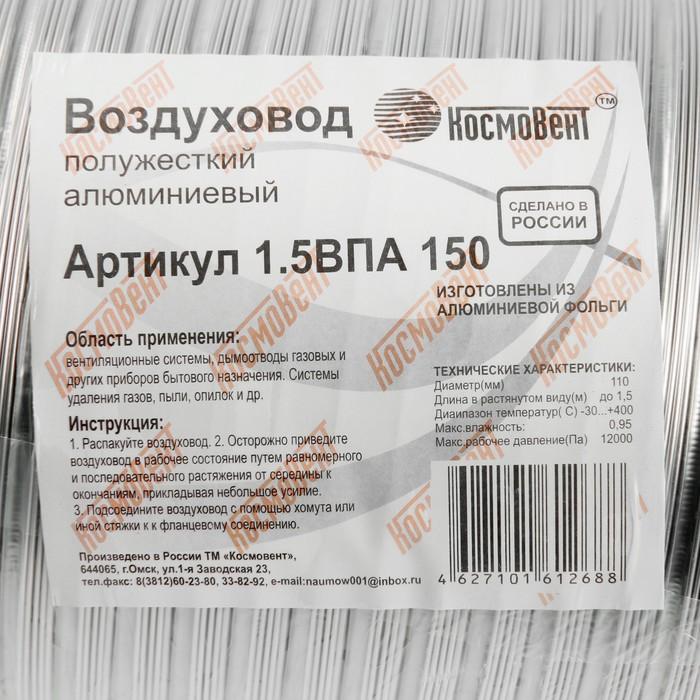 Воздуховод
КосмоВент ™
полужесткий
алюминиевый
СДЕЛАНО В
РОССИИ
Артикул 1.5ВПА 150
ИЗГОТОВЛЕНЫ ИЗ
АЛЮМИНИЕВОЙ ФОЛЬГИ
Область применения:
вентиляционные системы, дымоотводы газовых и
других приборов бытового назначения. Системы
удаления газов, пыли, опилок и др.
Инструкция:
1. Распакуйте воздуховод. 2. Осторожно приведите
воздуховод в рабочее состояние путем равномерного
и последовательного растяжения от середины к
окончаниям, прикладывая небольшое усилие.
3. Подсоедините воздуховод с помощью хомута или
иной стяжки к к фланцевому соединению.
ТЕХНИЧЕСКИЕ ХАРАКТЕРИСТИКИ:
Диаметр(мм) 110
Длина в растянутом виду(м) до 1,5
Диаипазон температур( С) -30...+400
Макс.влажность: 0,95
Макс.рабочее давление(Па) 12000
Произведено в России ТМ «Космовент»,
644065, г.Омск, ул.1-я Заводская 23,
тел.факс: 8(3812)60-23-80, 33-82-92, e-mail:naumow001@inbox.ru
4 627101 612688